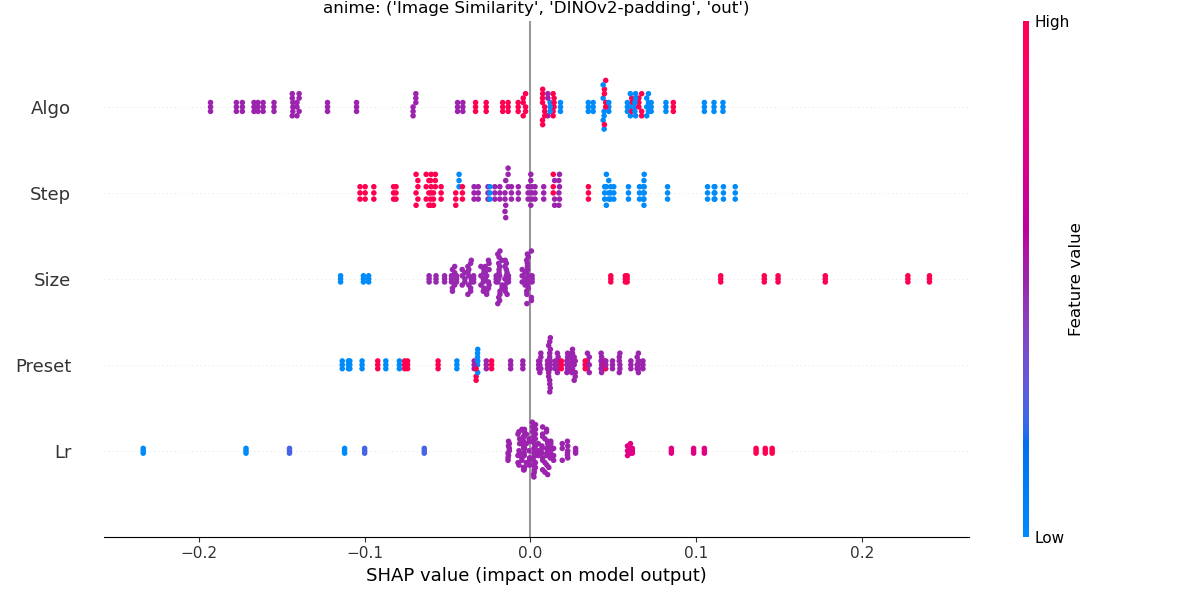 anime: ('Image Similarity', 'DINOv2-padding', 'out')
High
Algo
Step
Size
Preset
Lr
Feature value
Low
−0.2
−0.1
0.0
0.1
0.2
SHAP value (impact on model output)